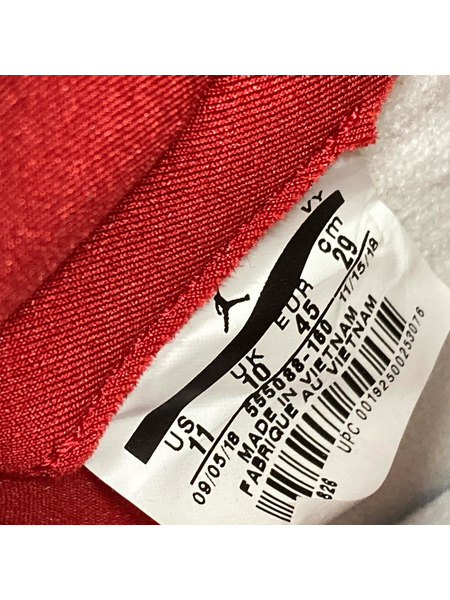 VY
US UK EUR cm
11 10 45 29
09/05/18 11/15/18
555088-180
MADE IN VIETNAM
FABRIQUE AU VIETNAM
UPC 00192500253076
826